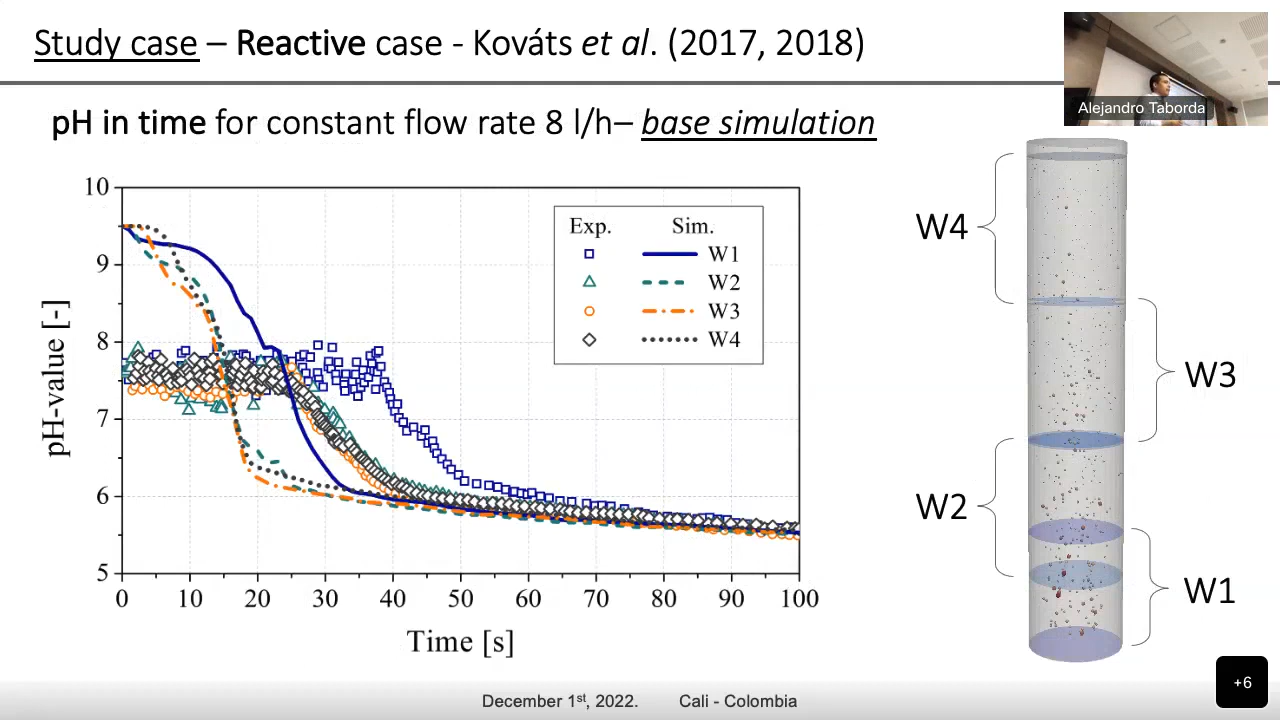 Study case – Reactive case - Kováts et al. (2017, 2018)
Alejandro Taborda
pH in time for constant flow rate 8 l/h– base simulation
10
9
8
7
6
5
pH-value [-]
Exp. Sim.
W1
W2
W3
W4
0 10 20 30 40 50 60 70 80 90 100
Time [s]
W4
W3
W2
W1
+6
December 1st, 2022. Cali - Colombia